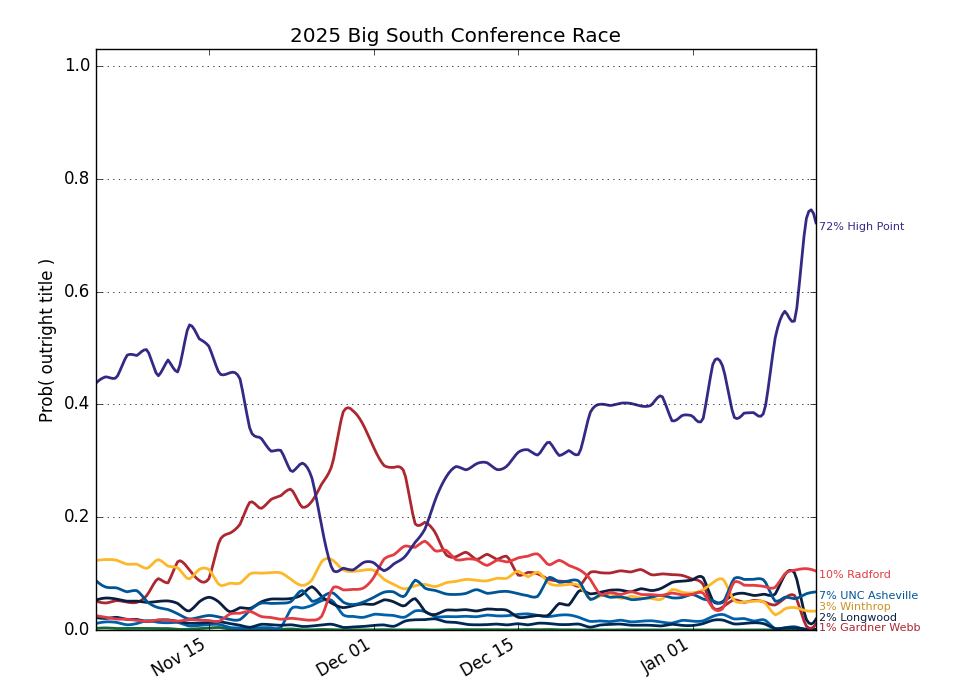 2025 Big South Conference Race
Prob( outright title )
1.0
0.8
0.6
0.4
0.2
0.0
Nov 15
Dec 01
Dec 15
Jan 01
72% High Point
10% Radford
7% UNC Asheville
3% Winthrop
2% Longwood
1% Gardner Webb